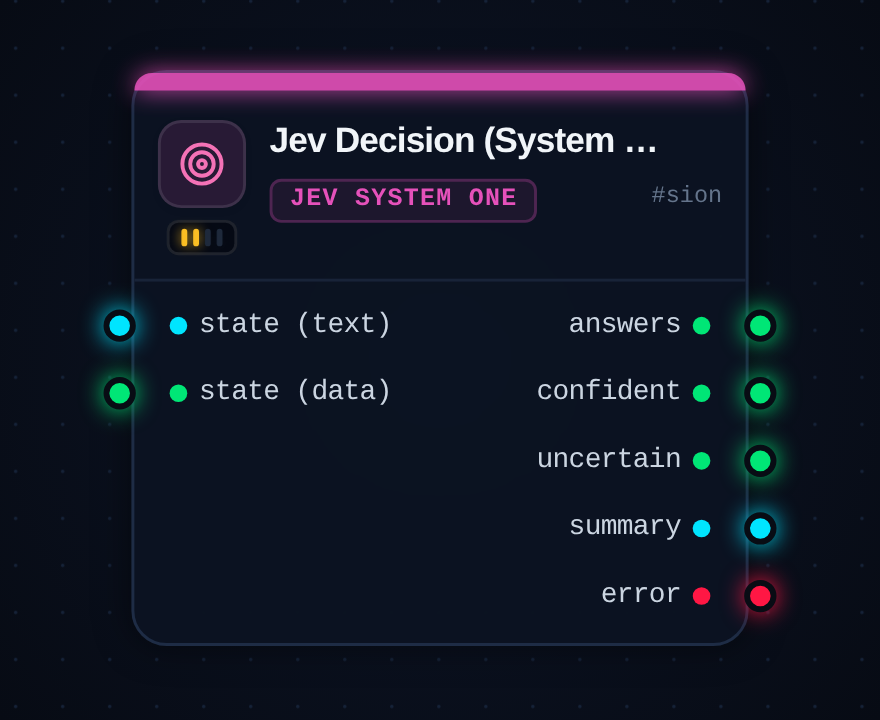 Jev Decision (System …
JEV SYSTEM ONE
#sion
state (text)
answers
state (data)
confident
uncertain
summary
error